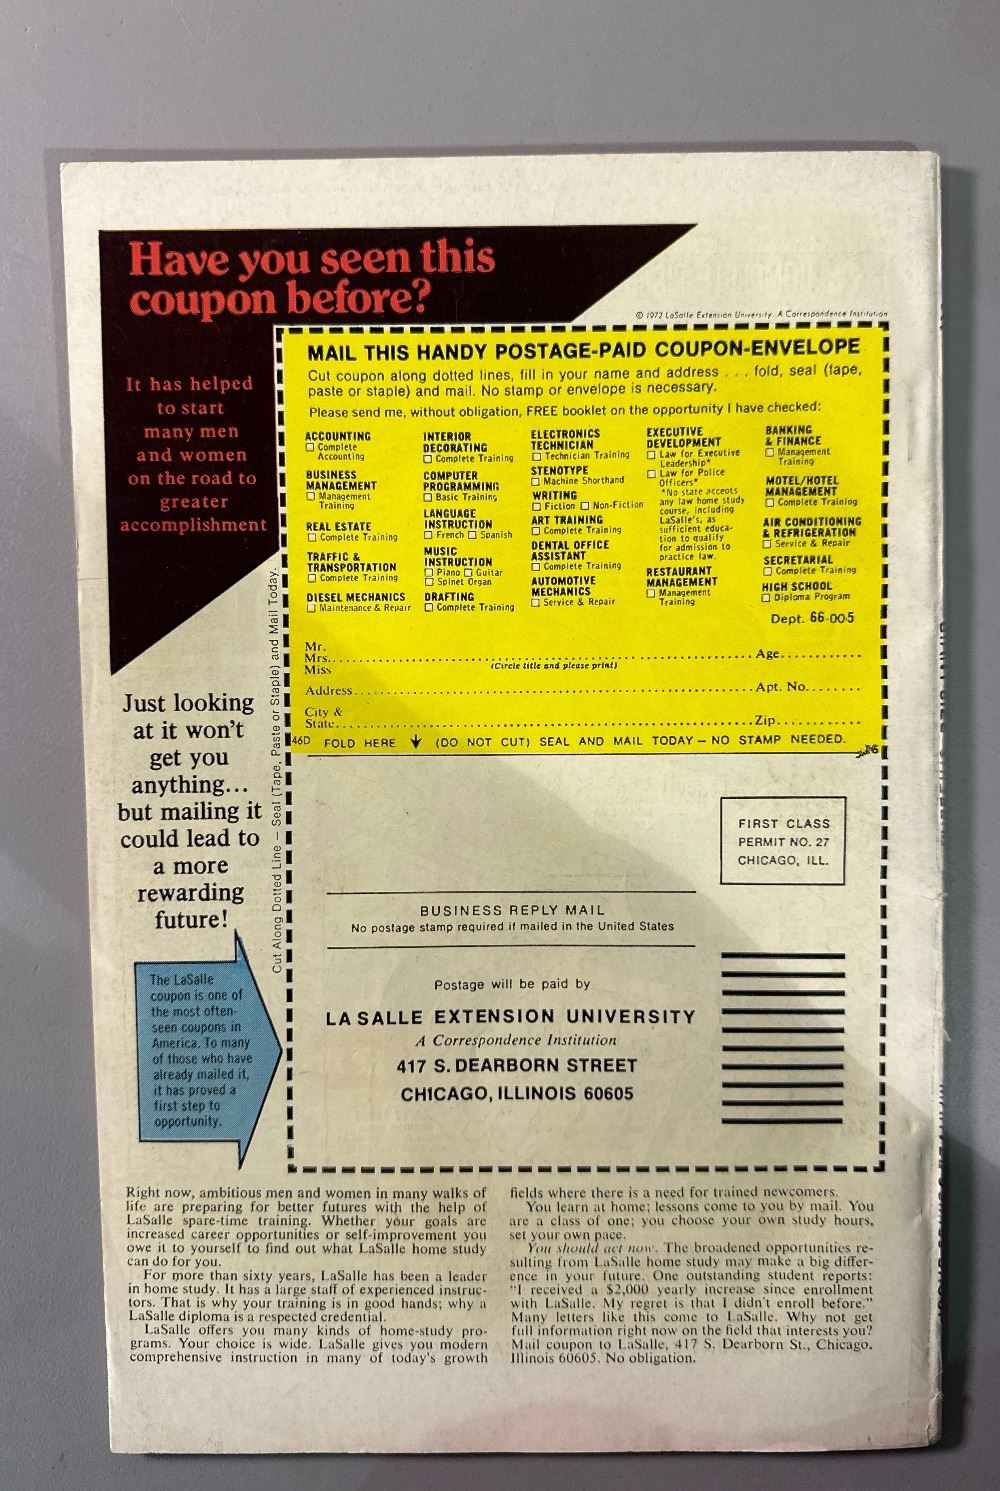 Have you seen this
coupon before?
© 1972 LaSalle Extension University. A Correspondence Institution
It has helped
to start
many men
and women
on the road to
greater
accomplishment
MAIL THIS HANDY POSTAGE-PAID COUPON-ENVELOPE
Cut coupon along dotted lines, fill in your name and address . . . fold, seal (tape,
paste or staple) and mail. No stamp or envelope is necessary.
Please send me, without obligation, FREE booklet on the opportunity I have checked:
ACCOUNTING
☐ Complete
Accounting
BUSINESS
MANAGEMENT
☐ Management
Training
REAL ESTATE
☐ Complete Training
TRAFFIC &
TRANSPORTATION
☐ Complete Training
DIESEL MECHANICS
☐ Maintenance & Repair
INTERIOR
DECORATING
☐ Complete Training
COMPUTER
PROGRAMMING
☐ Basic Training
LANGUAGE
INSTRUCTION
☐ French ☐ Spanish
MUSIC
INSTRUCTION
☐ Piano ☐ Guitar
☐ Spinet Organ
DRAFTING
☐ Complete Training
ELECTRONICS
TECHNICIAN
☐ Technician Training
STENOTYPE
☐ Machine Shorthand
WRITING
☐ Fiction ☐ Non-Fiction
ART TRAINING
☐ Complete Training
DENTAL OFFICE
ASSISTANT
☐ Complete Training
AUTOMOTIVE
MECHANICS
☐ Service & Repair
EXECUTIVE
DEVELOPMENT
☐ Law for Executive
Leadership*
☐ Law for Police
Officers*
*No state accepts
any law home study
course, including
LaSalle's, as
sufficient educa-
tion to qualify
for admission to
practice law.
RESTAURANT
MANAGEMENT
☐ Management
Training
BANKING
& FINANCE
☐ Management
Training
MOTEL/HOTEL
MANAGEMENT
☐ Complete Training
AIR CONDITIONING
& REFRIGERATION
☐ Service & Repair
SECRETARIAL
☐ Complete Training
HIGH SCHOOL
☐ Diploma Program
Dept. 66-005
Mr.
Mrs. Age
Miss
(Circle title and please print)
Address Apt. No.
City &
State Zip
46D FOLD HERE (DO NOT CUT) SEAL AND MAIL TODAY — NO STAMP NEEDED.
Cut Along Dotted Line — Seal (Tape, Paste or Staple) and Mail Today.
Just looking
at it won't
get you
anything...
but mailing it
could lead to
a more
rewarding
future!
FIRST CLASS
PERMIT NO. 27
CHICAGO, ILL.
BUSINESS REPLY MAIL
No postage stamp required if mailed in the United States
Postage will be paid by
LA SALLE EXTENSION UNIVERSITY
A Correspondence Institution
417 S. DEARBORN STREET
CHICAGO, ILLINOIS 60605
The LaSalle
coupon is one of
the most often-
seen coupons in
America. To many
of those who have
already mailed it,
it has proved a
first step to
opportunity.
Right now, ambitious men and women in many walks of
life are preparing for better futures with the help of
LaSalle spare-time training. Whether your goals are
increased career opportunities or self-improvement you
owe it to yourself to find out what LaSalle home study
can do for you.
For more than sixty years, LaSalle has been a leader
in home study. It has a large staff of experienced instruc-
tors. That is why your training is in good hands; why a
LaSalle diploma is a respected credential.
LaSalle offers you many kinds of home-study pro-
grams. Your choice is wide. LaSalle gives you modern
comprehensive instruction in many of today's growth
fields where there is a need for trained newcomers.
You learn at home; lessons come to you by mail. You
are a class of one; you choose your own study hours,
set your own pace.
You should act now. The broadened opportunities re-
sulting from LaSalle home study may make a big differ-
ence in your future. One outstanding student reports:
"I received a $2,000 yearly increase since enrollment
with LaSalle. My regret is that I didn't enroll before."
Many letters like this come to LaSalle. Why not get
full information right now on the field that interests you?
Mail coupon to LaSalle, 417 S. Dearborn St., Chicago,
Illinois 60605. No obligation.